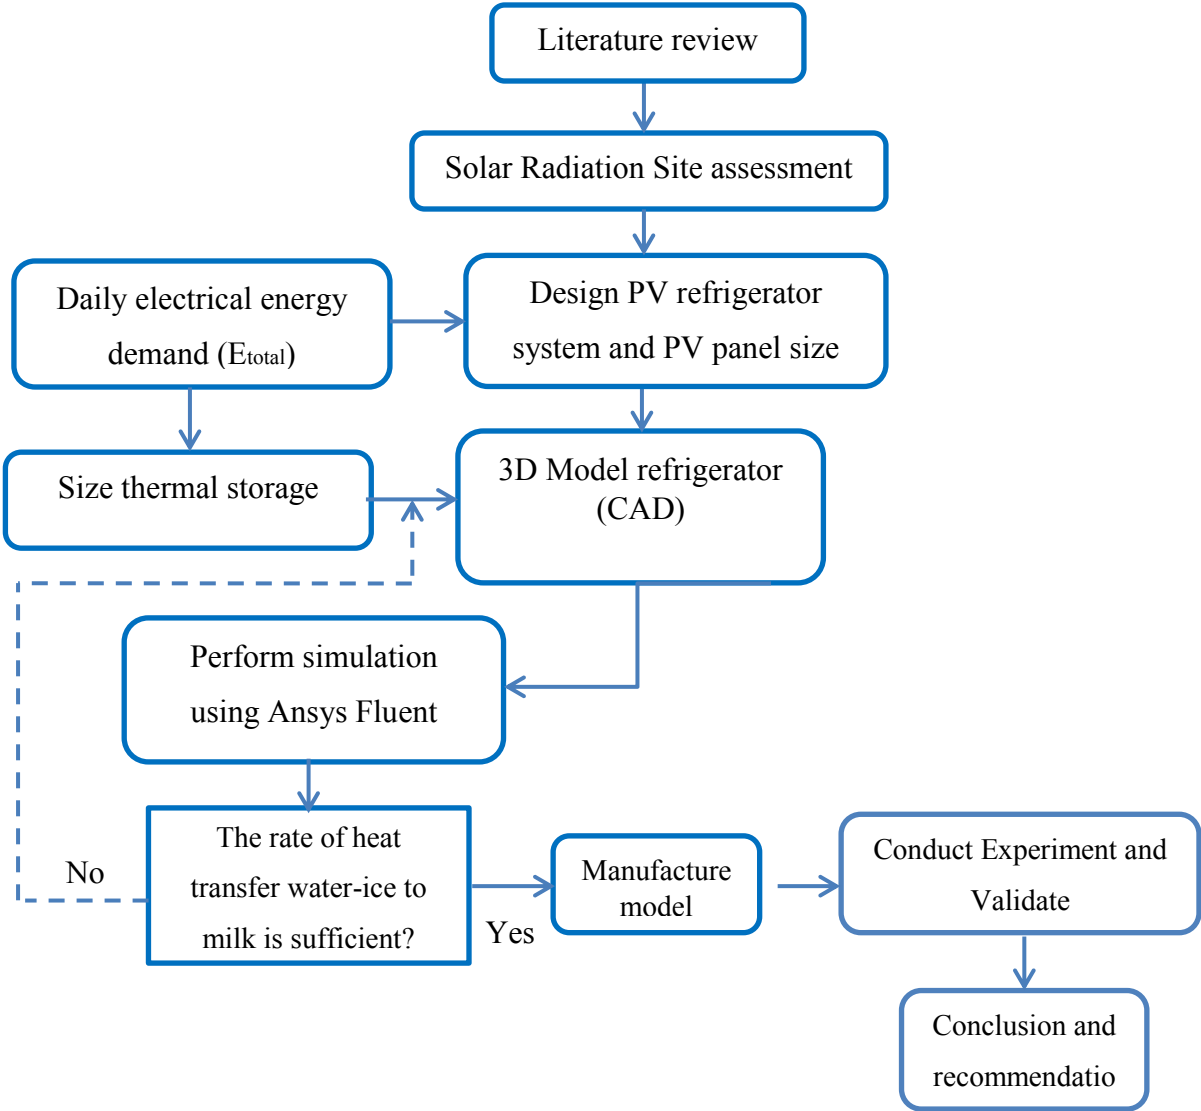 Literature review
Solar Radiation Site assessment
Daily electrical energy
demand (Etotal)
Design PV refrigerator
system and PV panel size
Size thermal storage
3D Model refrigerator
(CAD)
Perform simulation
using Ansys Fluent
The rate of heat
transfer water-ice to
milk is sufficient?
No
Yes
Manufacture
model
Conduct Experiment and
Validate
Conclusion and
recommendatio